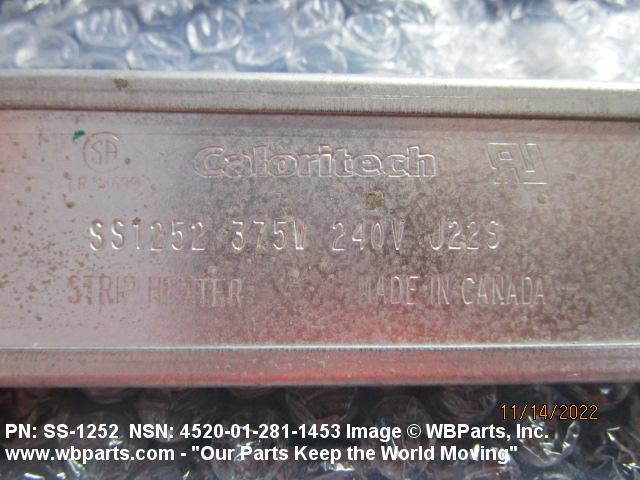 Caloritech
SS1252 375W 240V J22S
STRIP HEATER MADE IN CANADA
11/14/2022
PN: SS-1252 NSN: 4520-01-281-1453 Image © WBParts, Inc.
www.wbparts.com - "Our Parts Keep the World Moving"